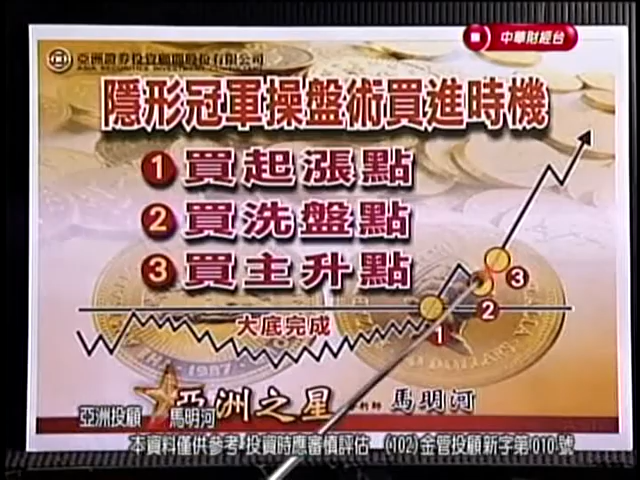 中華財經台
亞洲證券投資顧問股份有限公司
隱形冠軍操盤術買進時機
1 買起漲點
2 買洗盤點
3 買主升點
大底完成
1
2
3
1987
亞洲之星
馬明河
亞洲投顧 馬明河
本資料僅供參考 投資時應審慎評估 (102)金管投顧新字第010號